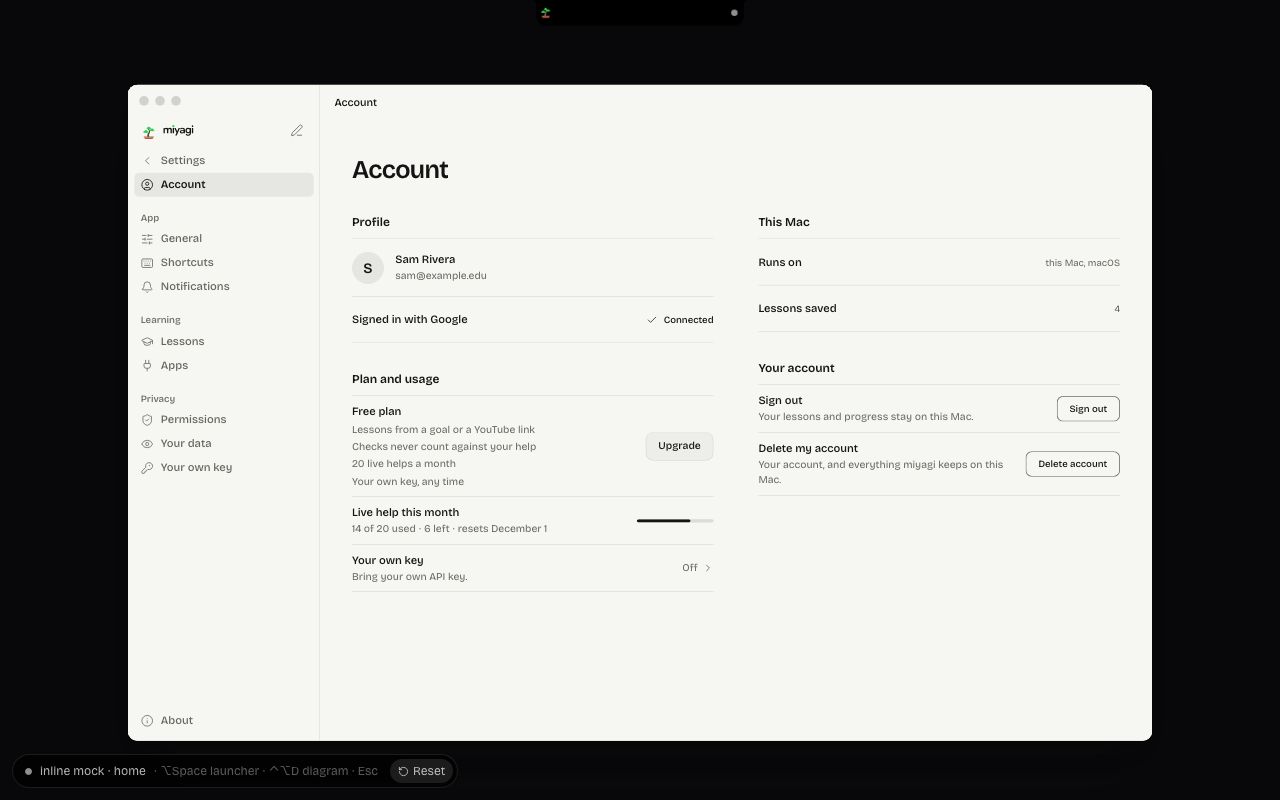 Account
miyagi
Settings
Account
App
General
Shortcuts
Notifications
Learning
Lessons
Apps
Privacy
Permissions
Your data
Your own key
About
Account
Profile
S
Sam Rivera
sam@example.edu
Signed in with Google
Connected
Plan and usage
Free plan
Lessons from a goal or a YouTube link
Checks never count against your help
20 live helps a month
Your own key, any time
Upgrade
Live help this month
14 of 20 used · 6 left · resets December 1
Your own key
Bring your own API key.
Off
This Mac
Runs on
this Mac, macOS
Lessons saved
4
Your account
Sign out
Your lessons and progress stay on this Mac.
Sign out
Delete my account
Your account, and everything miyagi keeps on this
Mac.
Delete account
inline mock · home · ⌥Space launcher · ^⌥D diagram · Esc
Reset